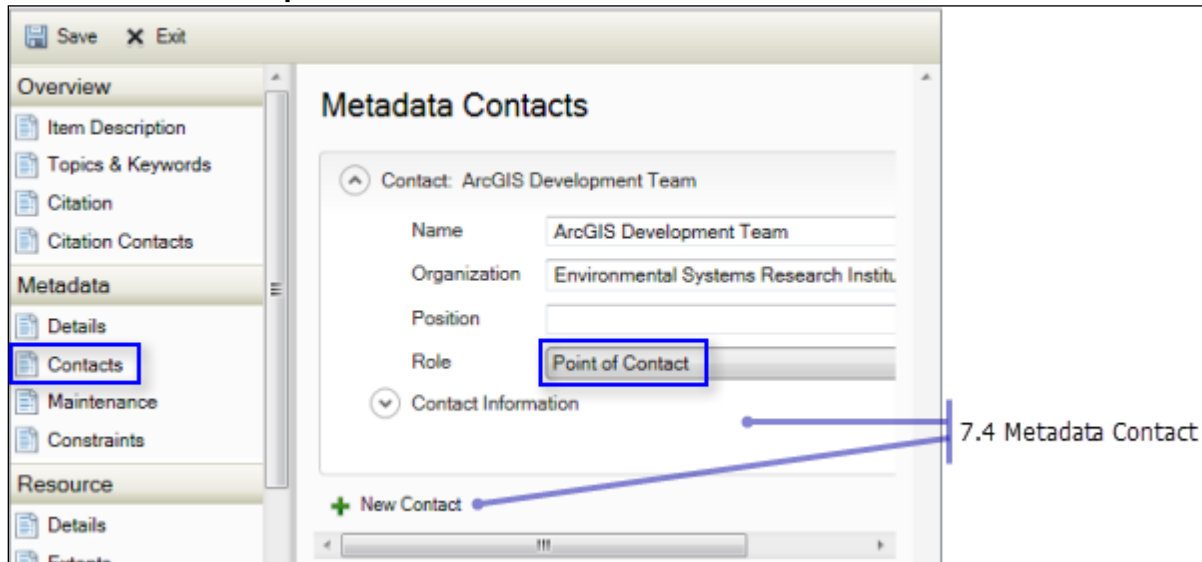 Save Exit
Overview
Item Description
Topics & Keywords
Citation
Citation Contacts
Metadata
Details
Contacts
Maintenance
Constraints
Resource
Details
Extents
Metadata Contacts
Contact: ArcGIS Development Team
Name ArcGIS Development Team
Organization Environmental Systems Research Institu
Position
Role Point of Contact
Contact Information
New Contact
7.4 Metadata Contact